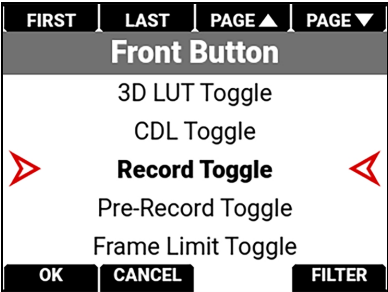 FIRST LAST PAGE▲ PAGE▼
Front Button
3D LUT Toggle
CDL Toggle
Record Toggle
Pre-Record Toggle
Frame Limit Toggle
OK CANCEL FILTER